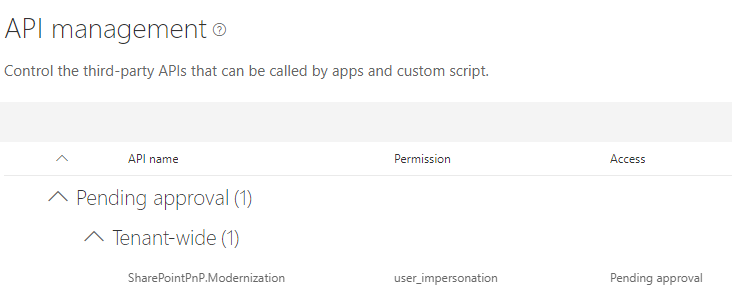 API management ?
Control the third-party APIs that can be called by apps and custom script.
API name Permission Access
Pending approval (1)
Tenant-wide (1)
SharePointPnP.Modernization user_impersonation Pending approval